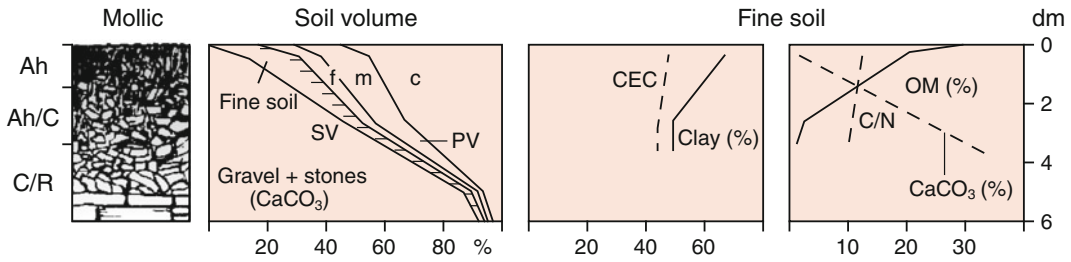 Mollic
Soil volume
Fine soil
dm
Ah
Ah/C
C/R
f
m
c
Fine soil
SV
PV
Gravel + stones
(CaCO₃)
20
40
60
80
%
CEC
Clay (%)
20
40
60
OM (%)
C/N
CaCO₃ (%)
10
20
30
0
2
4
6